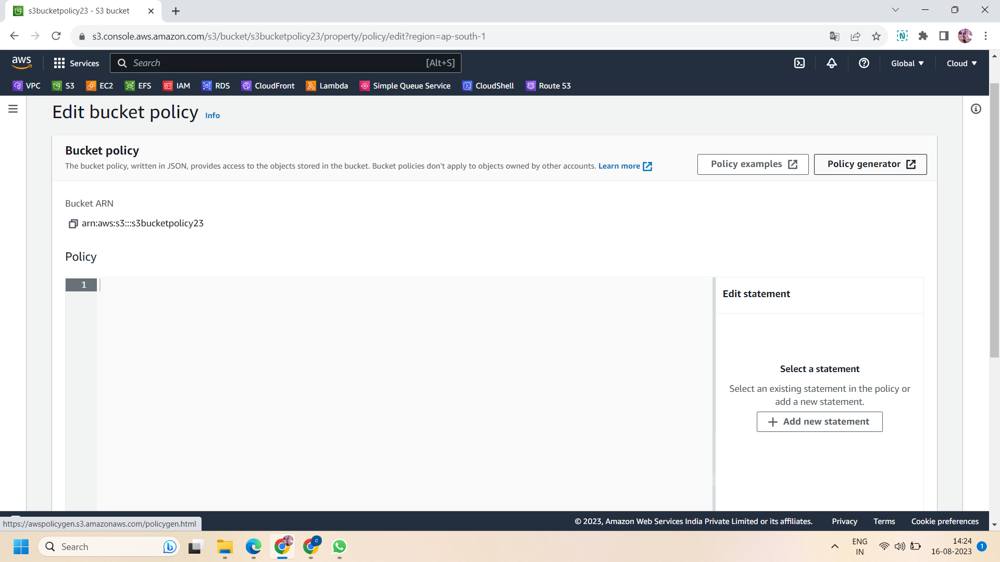 s3bucketpolicy23 - S3 bucket
s3.console.aws.amazon.com/s3/bucket/s3bucketpolicy23/property/policy/edit?region=ap-south-1
aws
Services
Search
[Alt+S]
Global
Cloud
VPC
S3
EC2
EFS
IAM
RDS
CloudFront
Lambda
Simple Queue Service
CloudShell
Route 53
Edit bucket policy Info
Bucket policy
The bucket policy, written in JSON, provides access to the objects stored in the bucket. Bucket policies don't apply to objects owned by other accounts. Learn more
Policy examples
Policy generator
Bucket ARN
arn:aws:s3:::s3bucketpolicy23
Policy
1
Edit statement
Select a statement
Select an existing statement in the policy or
add a new statement.
Add new statement
https://awspolicygen.s3.amazonaws.com/policygen.html
© 2023, Amazon Web Services India Private Limited or its affiliates.
Privacy
Terms
Cookie preferences
Search
C
ENG
IN
14:24
16-08-2023
1